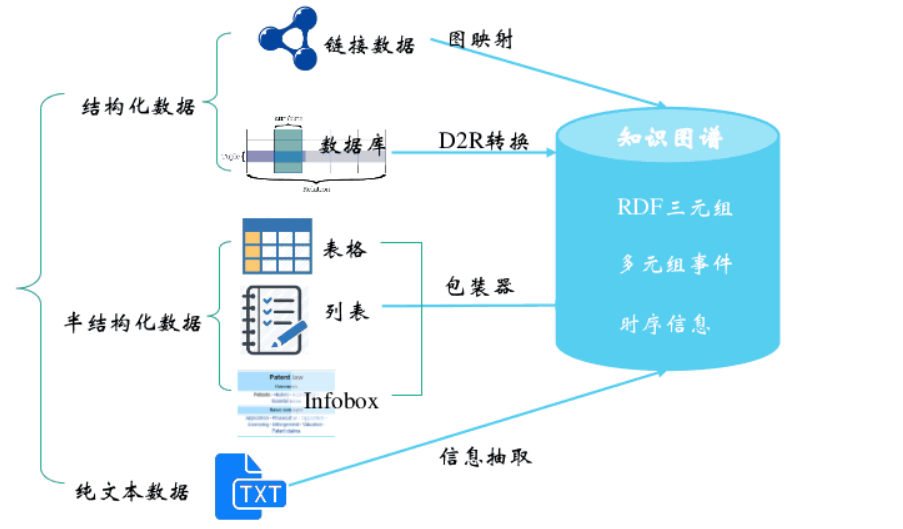 链接数据
图映射
结构化数据
attribute
数据库
D2R转换
知识图谱
Tuple
Relation
RDF三元组
表格
多元组事件
包装器
列表
时序信息
半结构化数据
Patent law
Infobox
信息抽取
纯文本数据
TXT